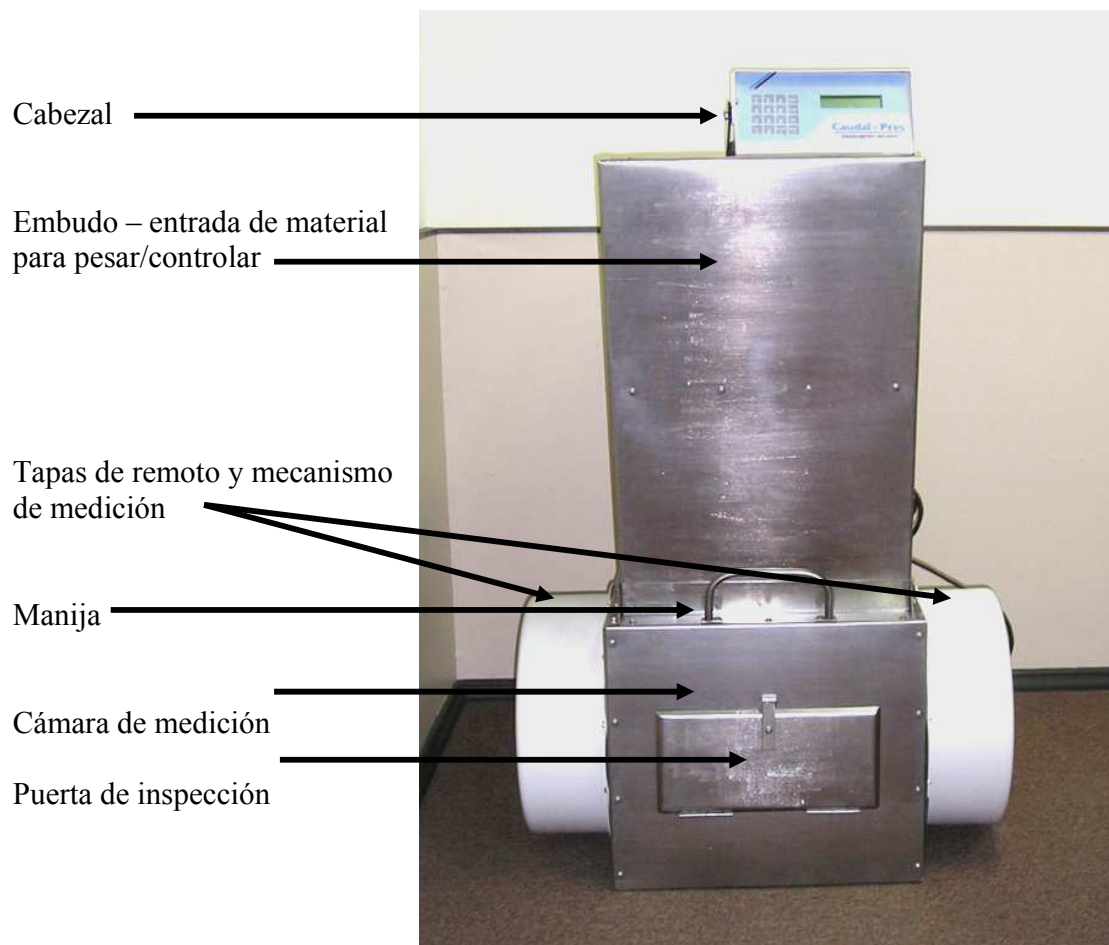 Cabezal
Caudal - Pres
Embudo – entrada de material
para pesar/controlar
Tapas de remoto y mecanismo
de medición
Manija
Cámara de medición
Puerta de inspección